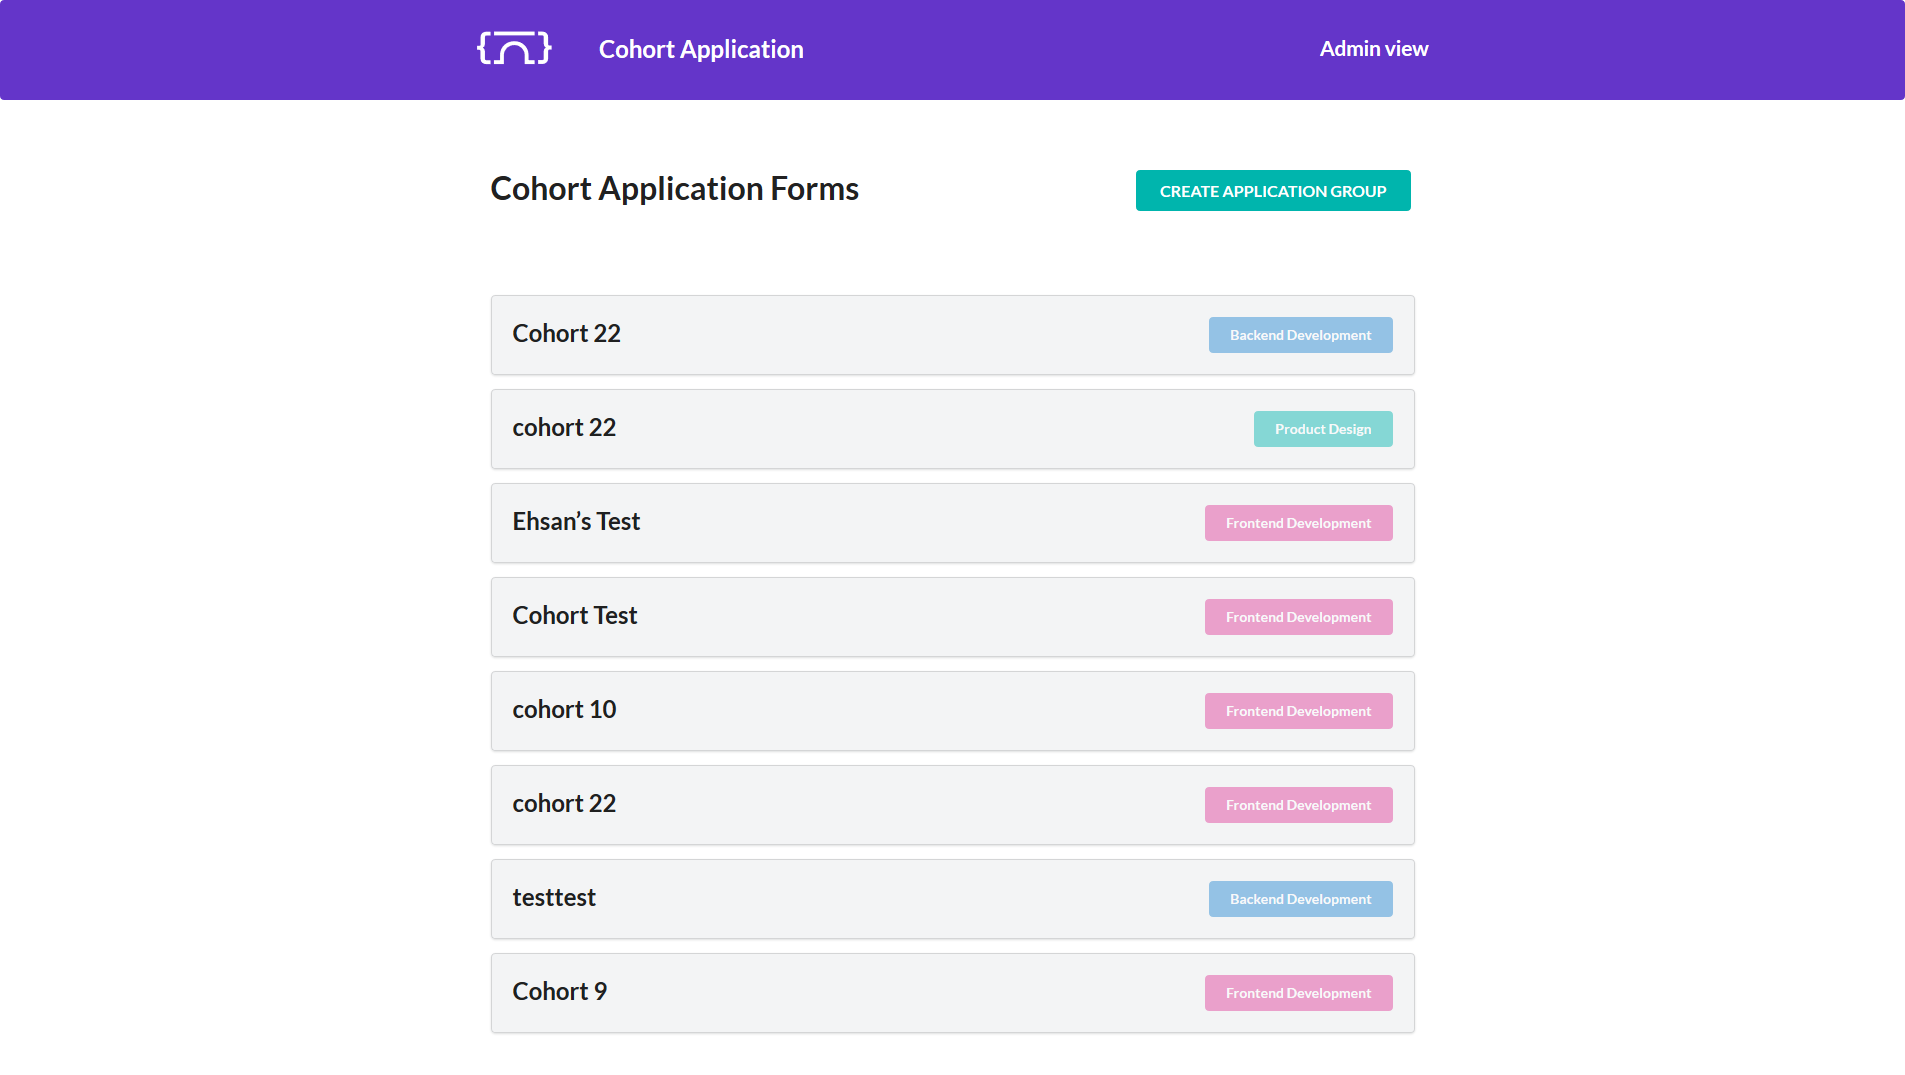 Cohort Application
Admin view
Cohort Application Forms
CREATE APPLICATION GROUP
Cohort 22
Backend Development
cohort 22
Product Design
Ehsan’s Test
Frontend Development
Cohort Test
Frontend Development
cohort 10
Frontend Development
cohort 22
Frontend Development
testtest
Backend Development
Cohort 9
Frontend Development